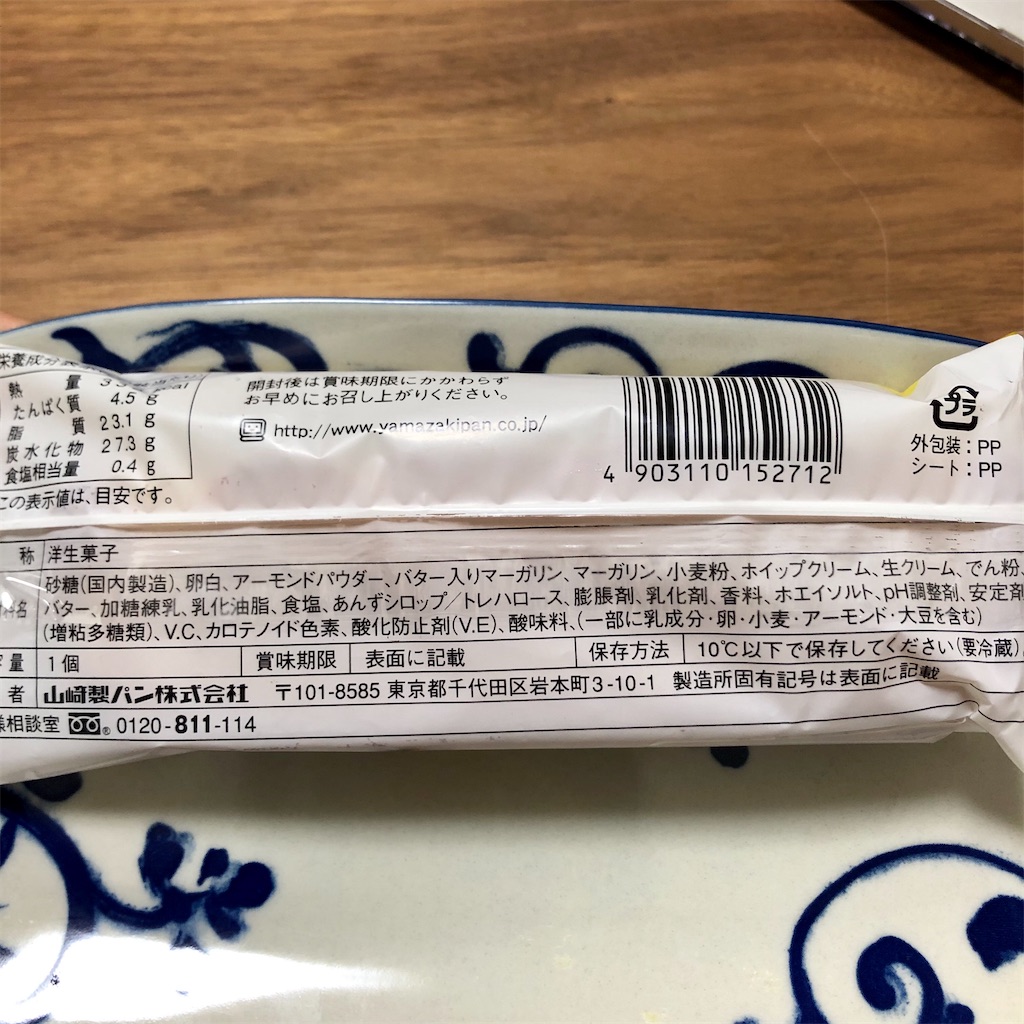 栄養成分
熱 量
たんぱく質 4.5 g
脂 質 23.1 g
炭水化物 27.3 g
食塩相当量 0.4 g
この表示値は、目安です。
開封後は賞味期限にかかわらず
お早めにお召し上がりください。
http://www.yamazakipan.co.jp/
4 903110 152712
プラ
外包装：PP
シート：PP
称 洋生菓子
砂糖(国内製造)、卵白、アーモンドパウダー、バター入りマーガリン、マーガリン、小麦粉、ホイップクリーム、生クリーム、でん粉、
バター、加糖練乳、乳化油脂、食塩、あんずシロップ／トレハロース、膨脹剤、乳化剤、香料、ホエイソルト、pH調整剤、安定剤
(増粘多糖類)、V.C、カロテノイド色素、酸化防止剤(V.E)、酸味料、(一部に乳成分・卵・小麦・アーモンド・大豆を含む)
量 1個 賞味期限 表面に記載 保存方法 10℃以下で保存してください(要冷蔵)。
者 山崎製パン株式会社 〒101-8585 東京都千代田区岩本町3-10-1 製造所固有記号は表面に記載
様相談室 0120-811-114